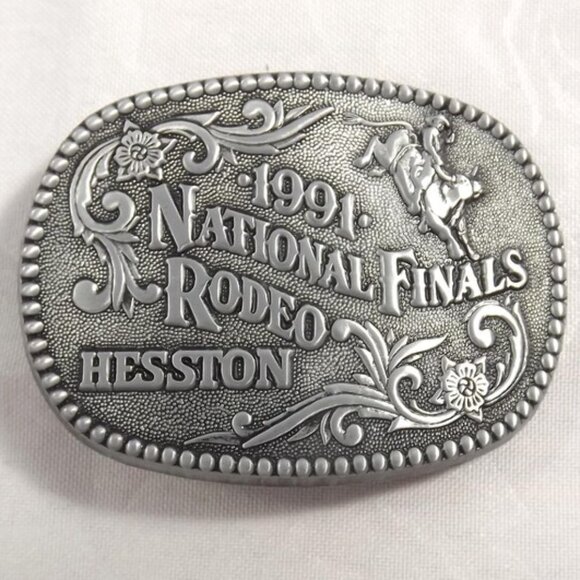 ·1991·
NATIONAL FINALS
RODEO
HESSTON